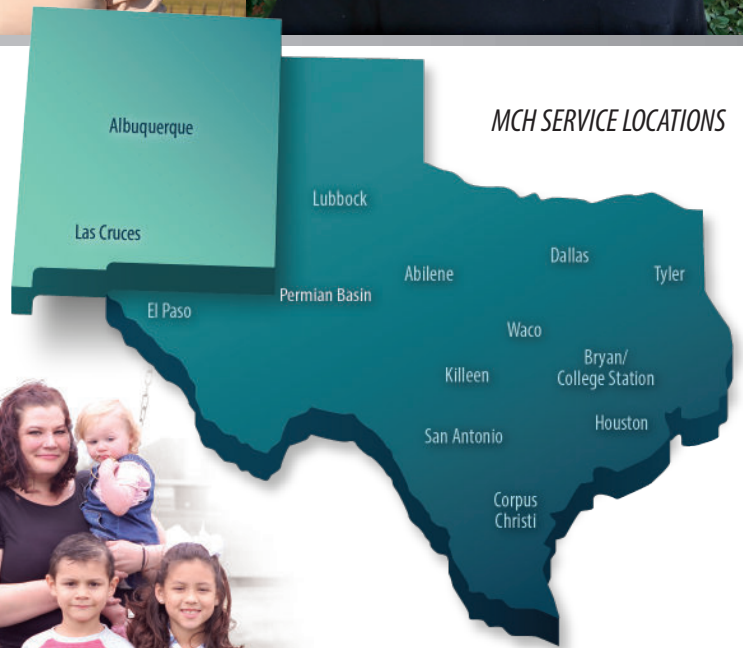 MCH SERVICE LOCATIONS
Albuquerque
Las Cruces
Lubbock
Dallas
Abilene
Tyler
Permian Basin
El Paso
Waco
Bryan/
College Station
Killeen
Houston
San Antonio
Corpus
Christi